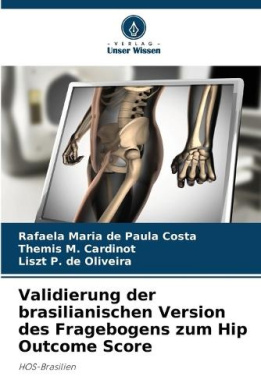 VERLAG
Unser Wissen
Rafaela Maria de Paula Costa
Themis M. Cardinot
Liszt P. de Oliveira
Validierung der
brasilianischen Version
des Fragebogens zum Hip
Outcome Score
HOS-Brasilien